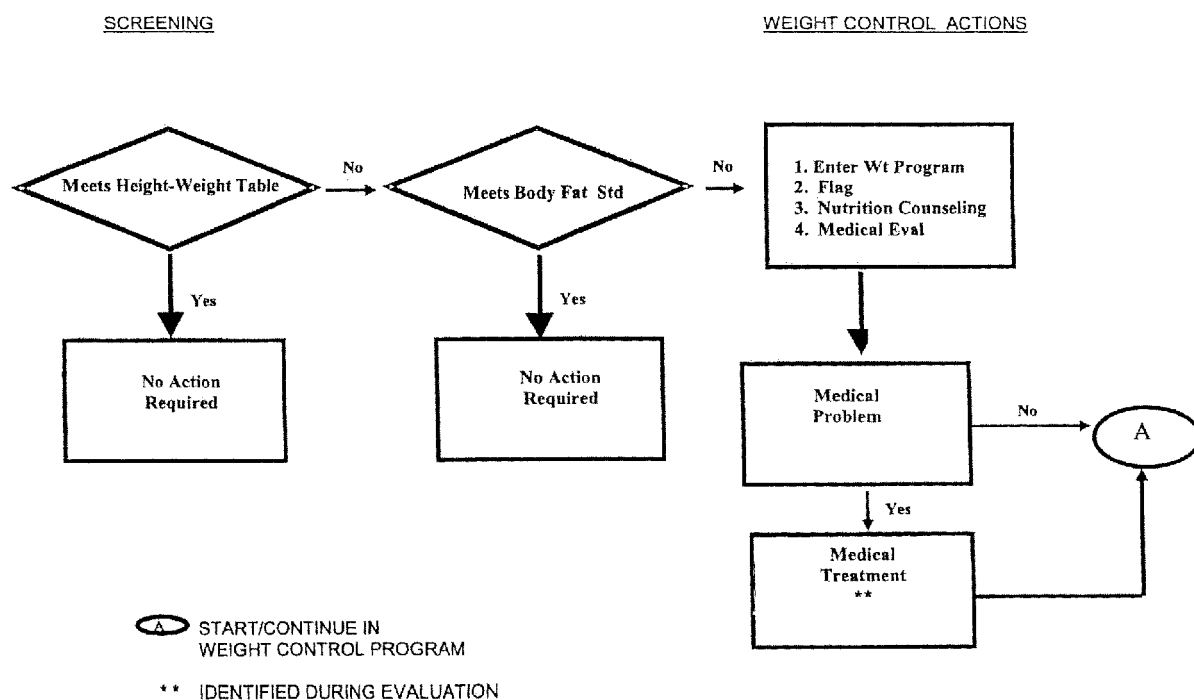 SCREENING
WEIGHT CONTROL ACTIONS
Meets Height-Weight Table
No
Meets Body Fat Std
No
1. Enter Wt Program
2. Flag
3. Nutrition Counseling
4. Medical Eval
Yes
No Action
Required
Yes
No Action
Required
Medical
Problem
No
A
Yes
Medical
Treatment
**
A START/CONTINUE IN
WEIGHT CONTROL PROGRAM
** IDENTIFIED DURING EVALUATION